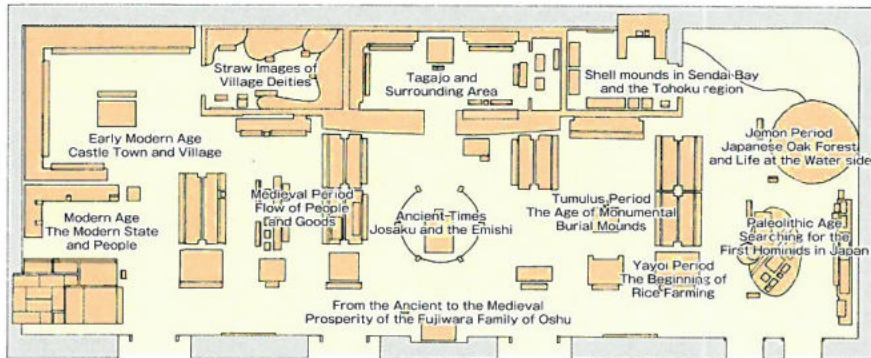 Straw Images of
Village Deities
Tagajo and
Surrounding Area
Shell mounds in Sendai Bay
and the Tohoku region
Early Modern Age
Castle Town and Village
Jomon Period
Japanese Oak Forest
and Life at the Water side
Medieval Period
Flow of People
and Goods
Modern Age
The Modern State
and People
Ancient Times
Josaku and the Emishi
Tumulus Period
The Age of Monumental
Burial Mounds
Paleolithic Age
Searching for the
First Hominids in Japan
Yayoi Period
The Beginning of
Rice Farming
From the Ancient to the Medieval
Prosperity of the Fujiwara Family of Oshu